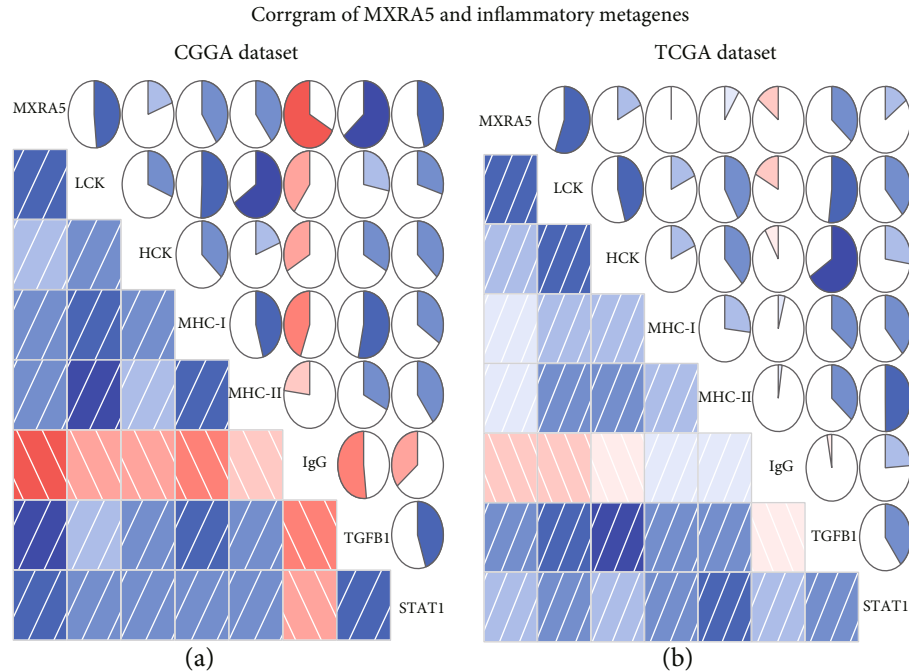 Corrgram of MXRA5 and inflammatory metagenes
CGGA dataset
MXRA5
LCK
HCK
MHC-I
MHC-II
IgG
TGFB1
STAT1
(a)
TCGA dataset
MXRA5
LCK
HCK
MHC-I
MHC-II
IgG
TGFB1
STAT1
(b)